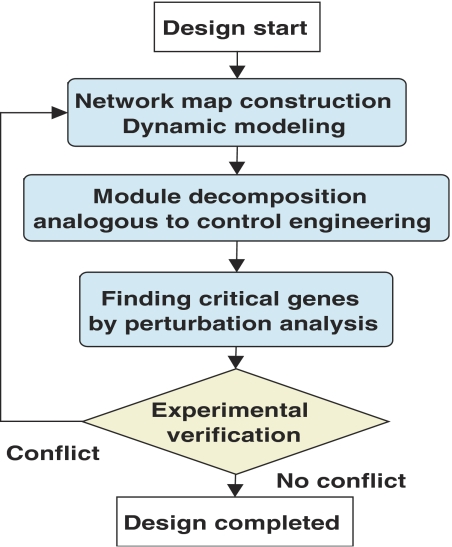 Design start
Network map construction
Dynamic modeling
Module decomposition
analogous to control engineering
Finding critical genes
by perturbation analysis
Experimental
verification
Conflict
No conflict
Design completed